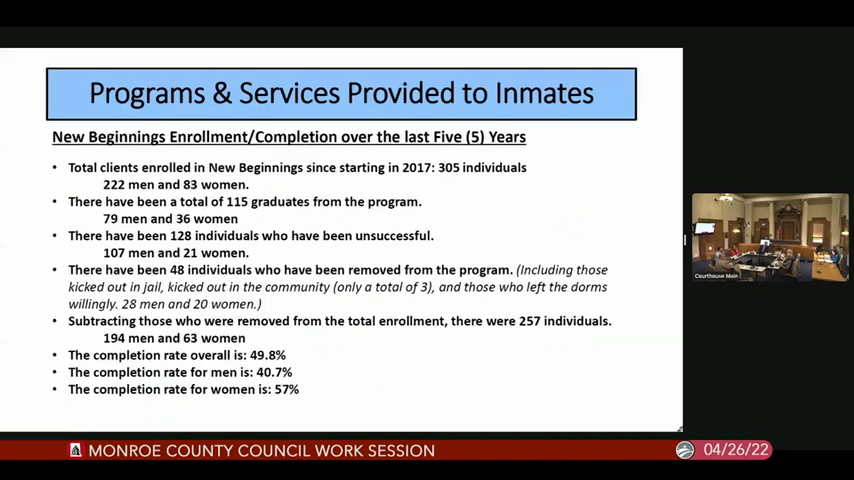 Programs & Services Provided to Inmates
New Beginnings Enrollment/Completion over the last Five (5) Years
• Total clients enrolled in New Beginnings since starting in 2017: 305 individuals
222 men and 83 women.
• There have been a total of 115 graduates from the program.
79 men and 36 women
• There have been 128 individuals who have been unsuccessful.
107 men and 21 women.
• There have been 48 individuals who have been removed from the program. (Including those
kicked out in jail, kicked out in the community (only a total of 3), and those who left the dorms
willingly. 28 men and 20 women.)
• Subtracting those who were removed from the total enrollment, there were 257 individuals.
194 men and 63 women
• The completion rate overall is: 49.8%
• The completion rate for men is: 40.7%
• The completion rate for women is: 57%
Courthouse Main
MONROE COUNTY COUNCIL WORK SESSION
04/26/22